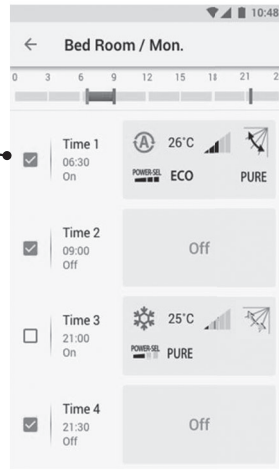 10:48
← Bed Room / Mon.
0 3 6 9 12 15 18 21 2
Time 1
06:30
On
A 26°C
POWER-SEL ECO PURE
Time 2
09:00
Off
Off
Time 3
21:00
On
25°C
POWER-SEL PURE
Time 4
21:30
Off
Off